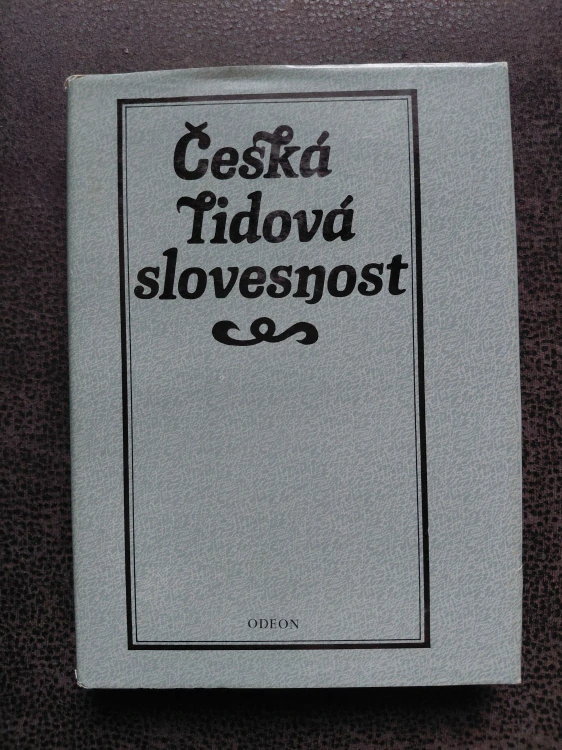 Česká
lidová
slovesnost
ODEON